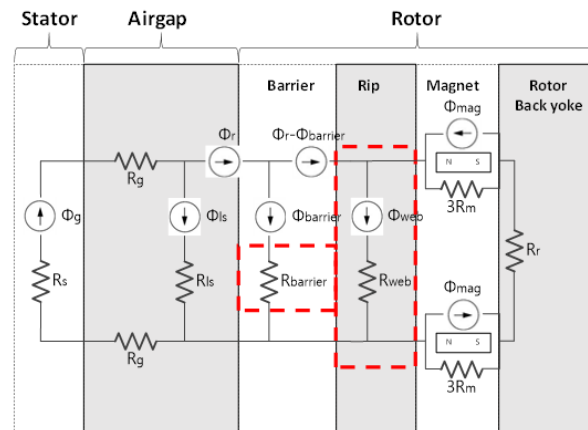 Stator
Airgap
Rotor
Barrier
Rip
Magnet
Rotor
Back yoke
Φmag
Φr
Φr-Φbarrier
Rg
N S
3Rm
Φg
Φls
Φbarrier
Φweb
Rr
Rs
Rls
Rbarrier
Rweb
Φmag
Rg
N S
3Rm